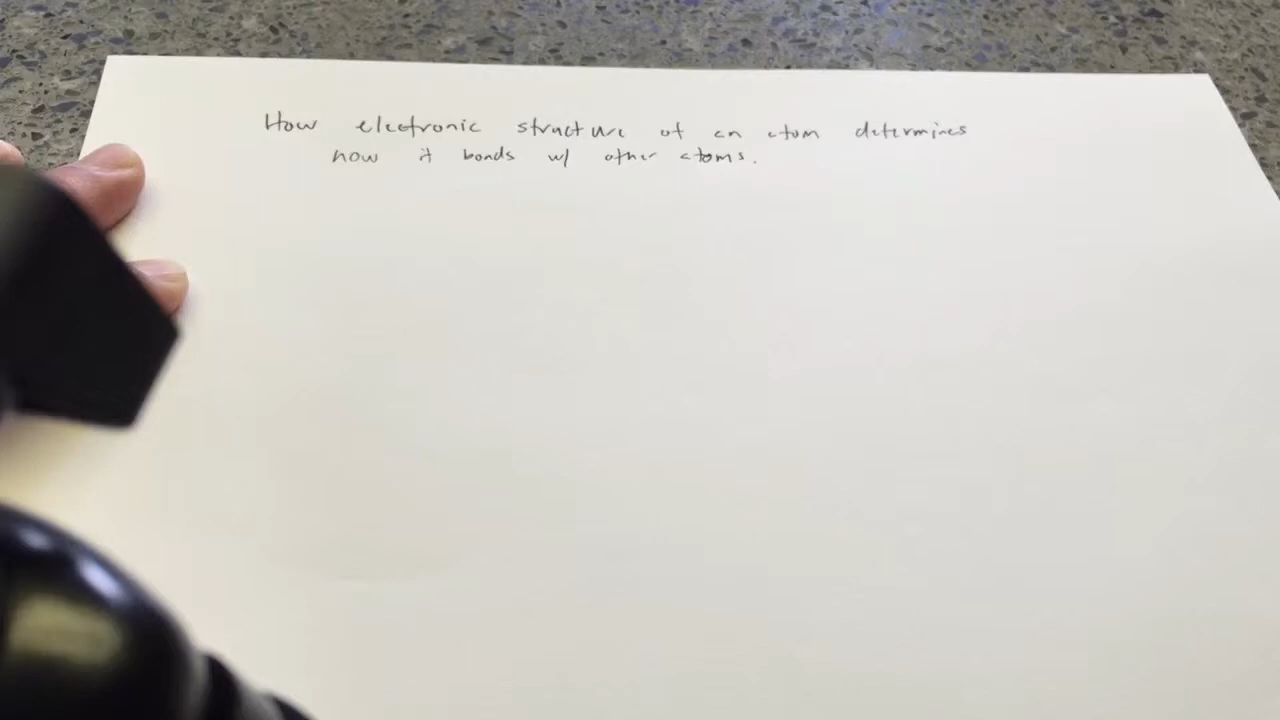 How electronic structure of an atom determines
how it bonds w/ other atoms.